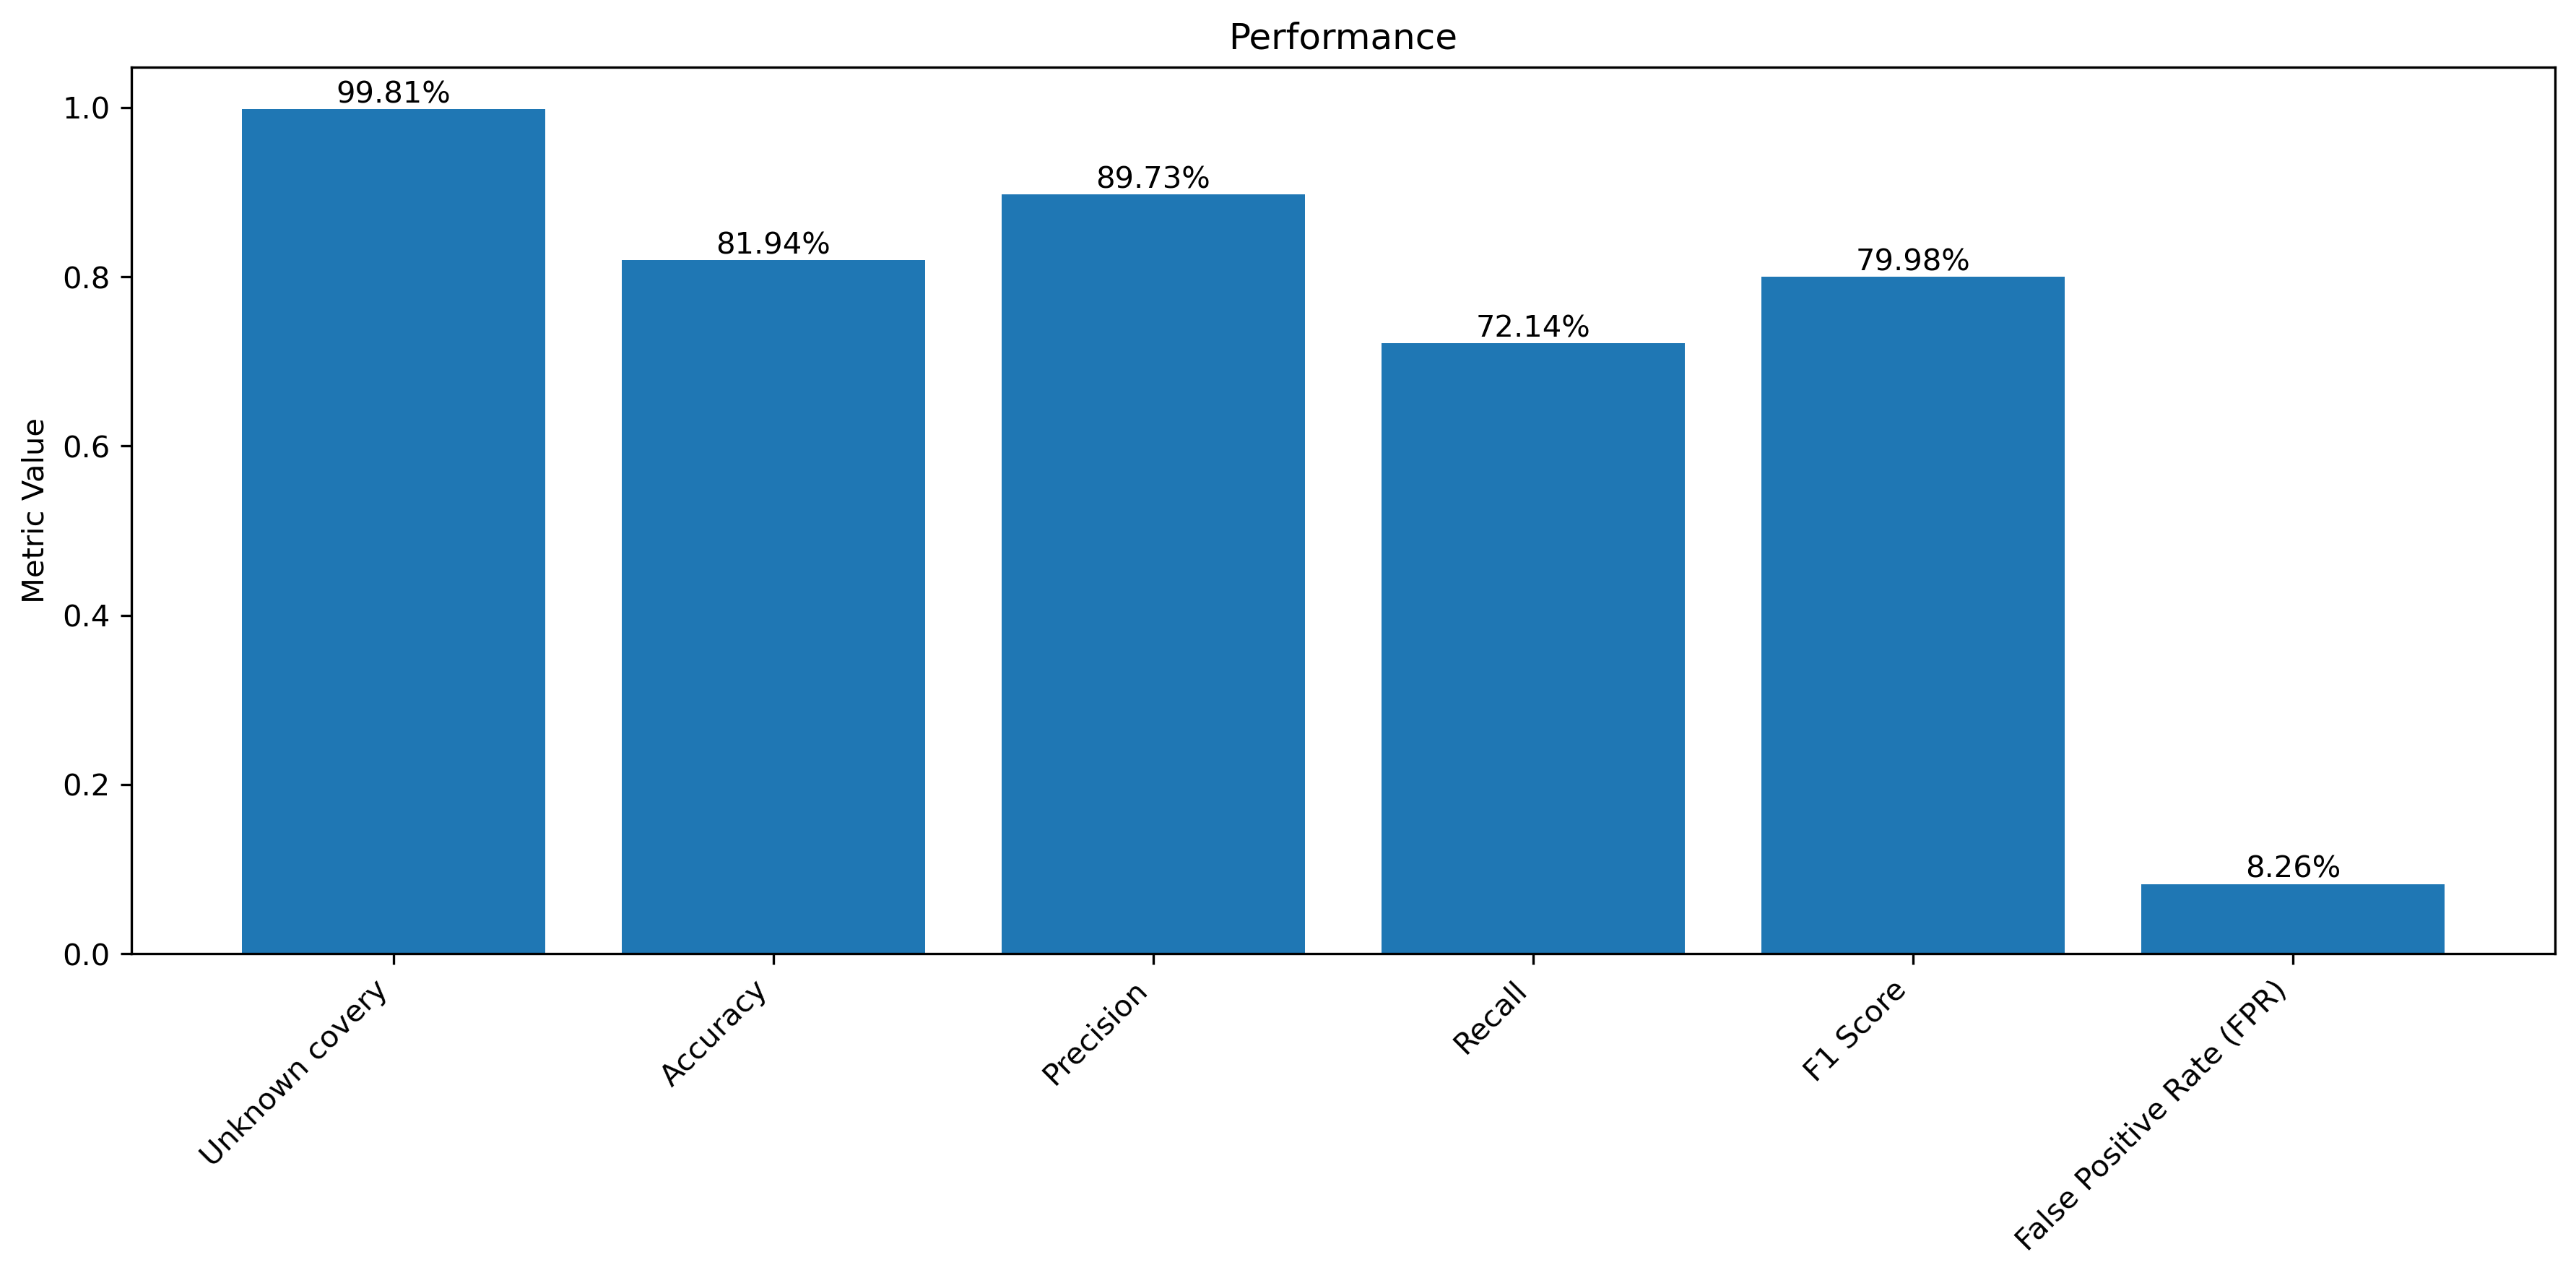 Performance
Metric Value
1.0
0.8
0.6
0.4
0.2
0.0
99.81%
81.94%
89.73%
72.14%
79.98%
8.26%
Unknown covery
Accuracy
Precision
Recall
F1 Score
False Positive Rate (FPR)